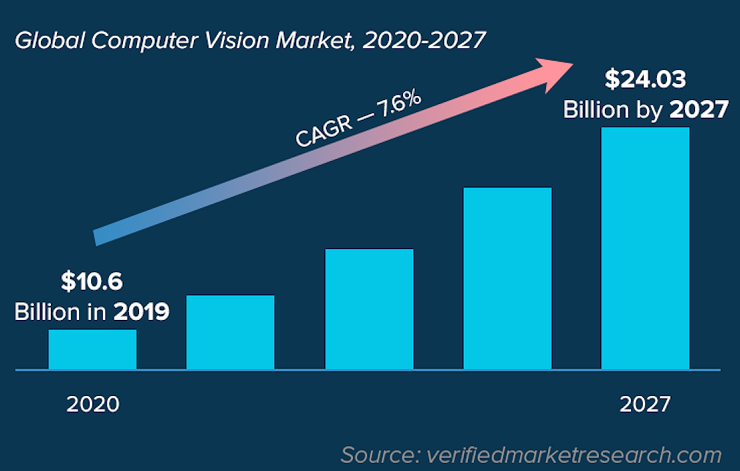 Global Computer Vision Market, 2020-2027
$24.03
Billion by 2027
CAGR — 7.6%
$10.6
Billion in 2019
2020
2027
Source: verifiedmarketresearch.com